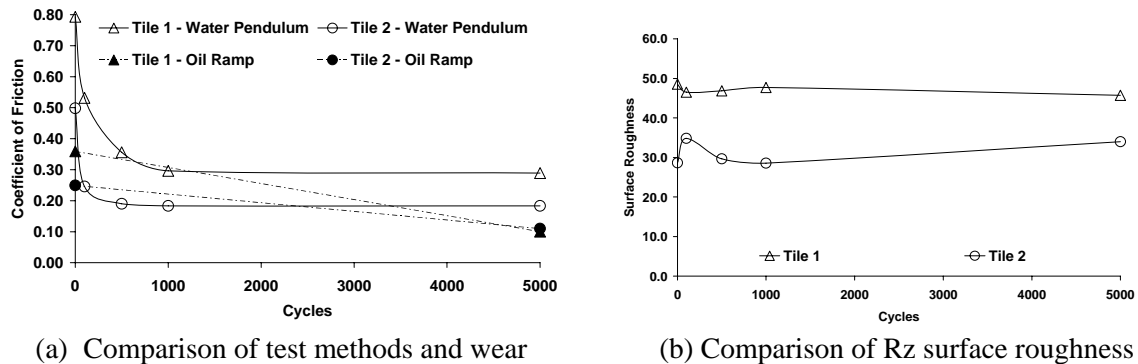 Tile 1 - Water Pendulum
Tile 2 - Water Pendulum
Tile 1 - Oil Ramp
Tile 2 - Oil Ramp
Coefficient of Friction
0.80
0.70
0.60
0.50
0.40
0.30
0.20
0.10
0.00
0 1000 2000 3000 4000 5000
Cycles
(a) Comparison of test methods and wear
Surface Roughness
60.0
50.0
40.0
30.0
20.0
10.0
0.0
Tile 1
Tile 2
0 1000 2000 3000 4000 5000
Cycles
(b) Comparison of Rz surface roughness